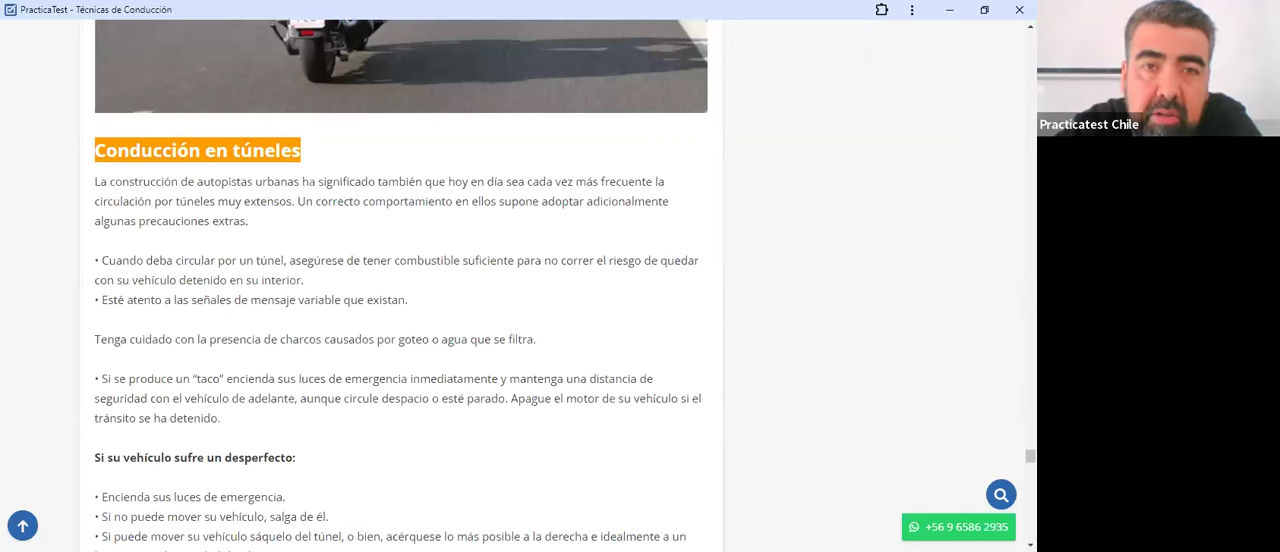 PracticaTest - Técnicas de Conducción
Practicatest Chile
Conducción en túneles
La construcción de autopistas urbanas ha significado también que hoy en día sea cada vez más frecuente la
circulación por túneles muy extensos. Un correcto comportamiento en ellos supone adoptar adicionalmente
algunas precauciones extras.
• Cuando deba circular por un túnel, asegúrese de tener combustible suficiente para no correr el riesgo de quedar
con su vehículo detenido en su interior.
• Esté atento a las señales de mensaje variable que existan.
Tenga cuidado con la presencia de charcos causados por goteo o agua que se filtra.
• Si se produce un “taco” encienda sus luces de emergencia inmediatamente y mantenga una distancia de
seguridad con el vehículo de adelante, aunque circule despacio o esté parado. Apague el motor de su vehículo si el
tránsito se ha detenido.
Si su vehículo sufre un desperfecto:
• Encienda sus luces de emergencia.
• Si no puede mover su vehículo, salga de él.
• Si puede mover su vehículo sáquelo del túnel, o bien, acérquese lo más posible a la derecha e idealmente a un
+56 9 6586 2935